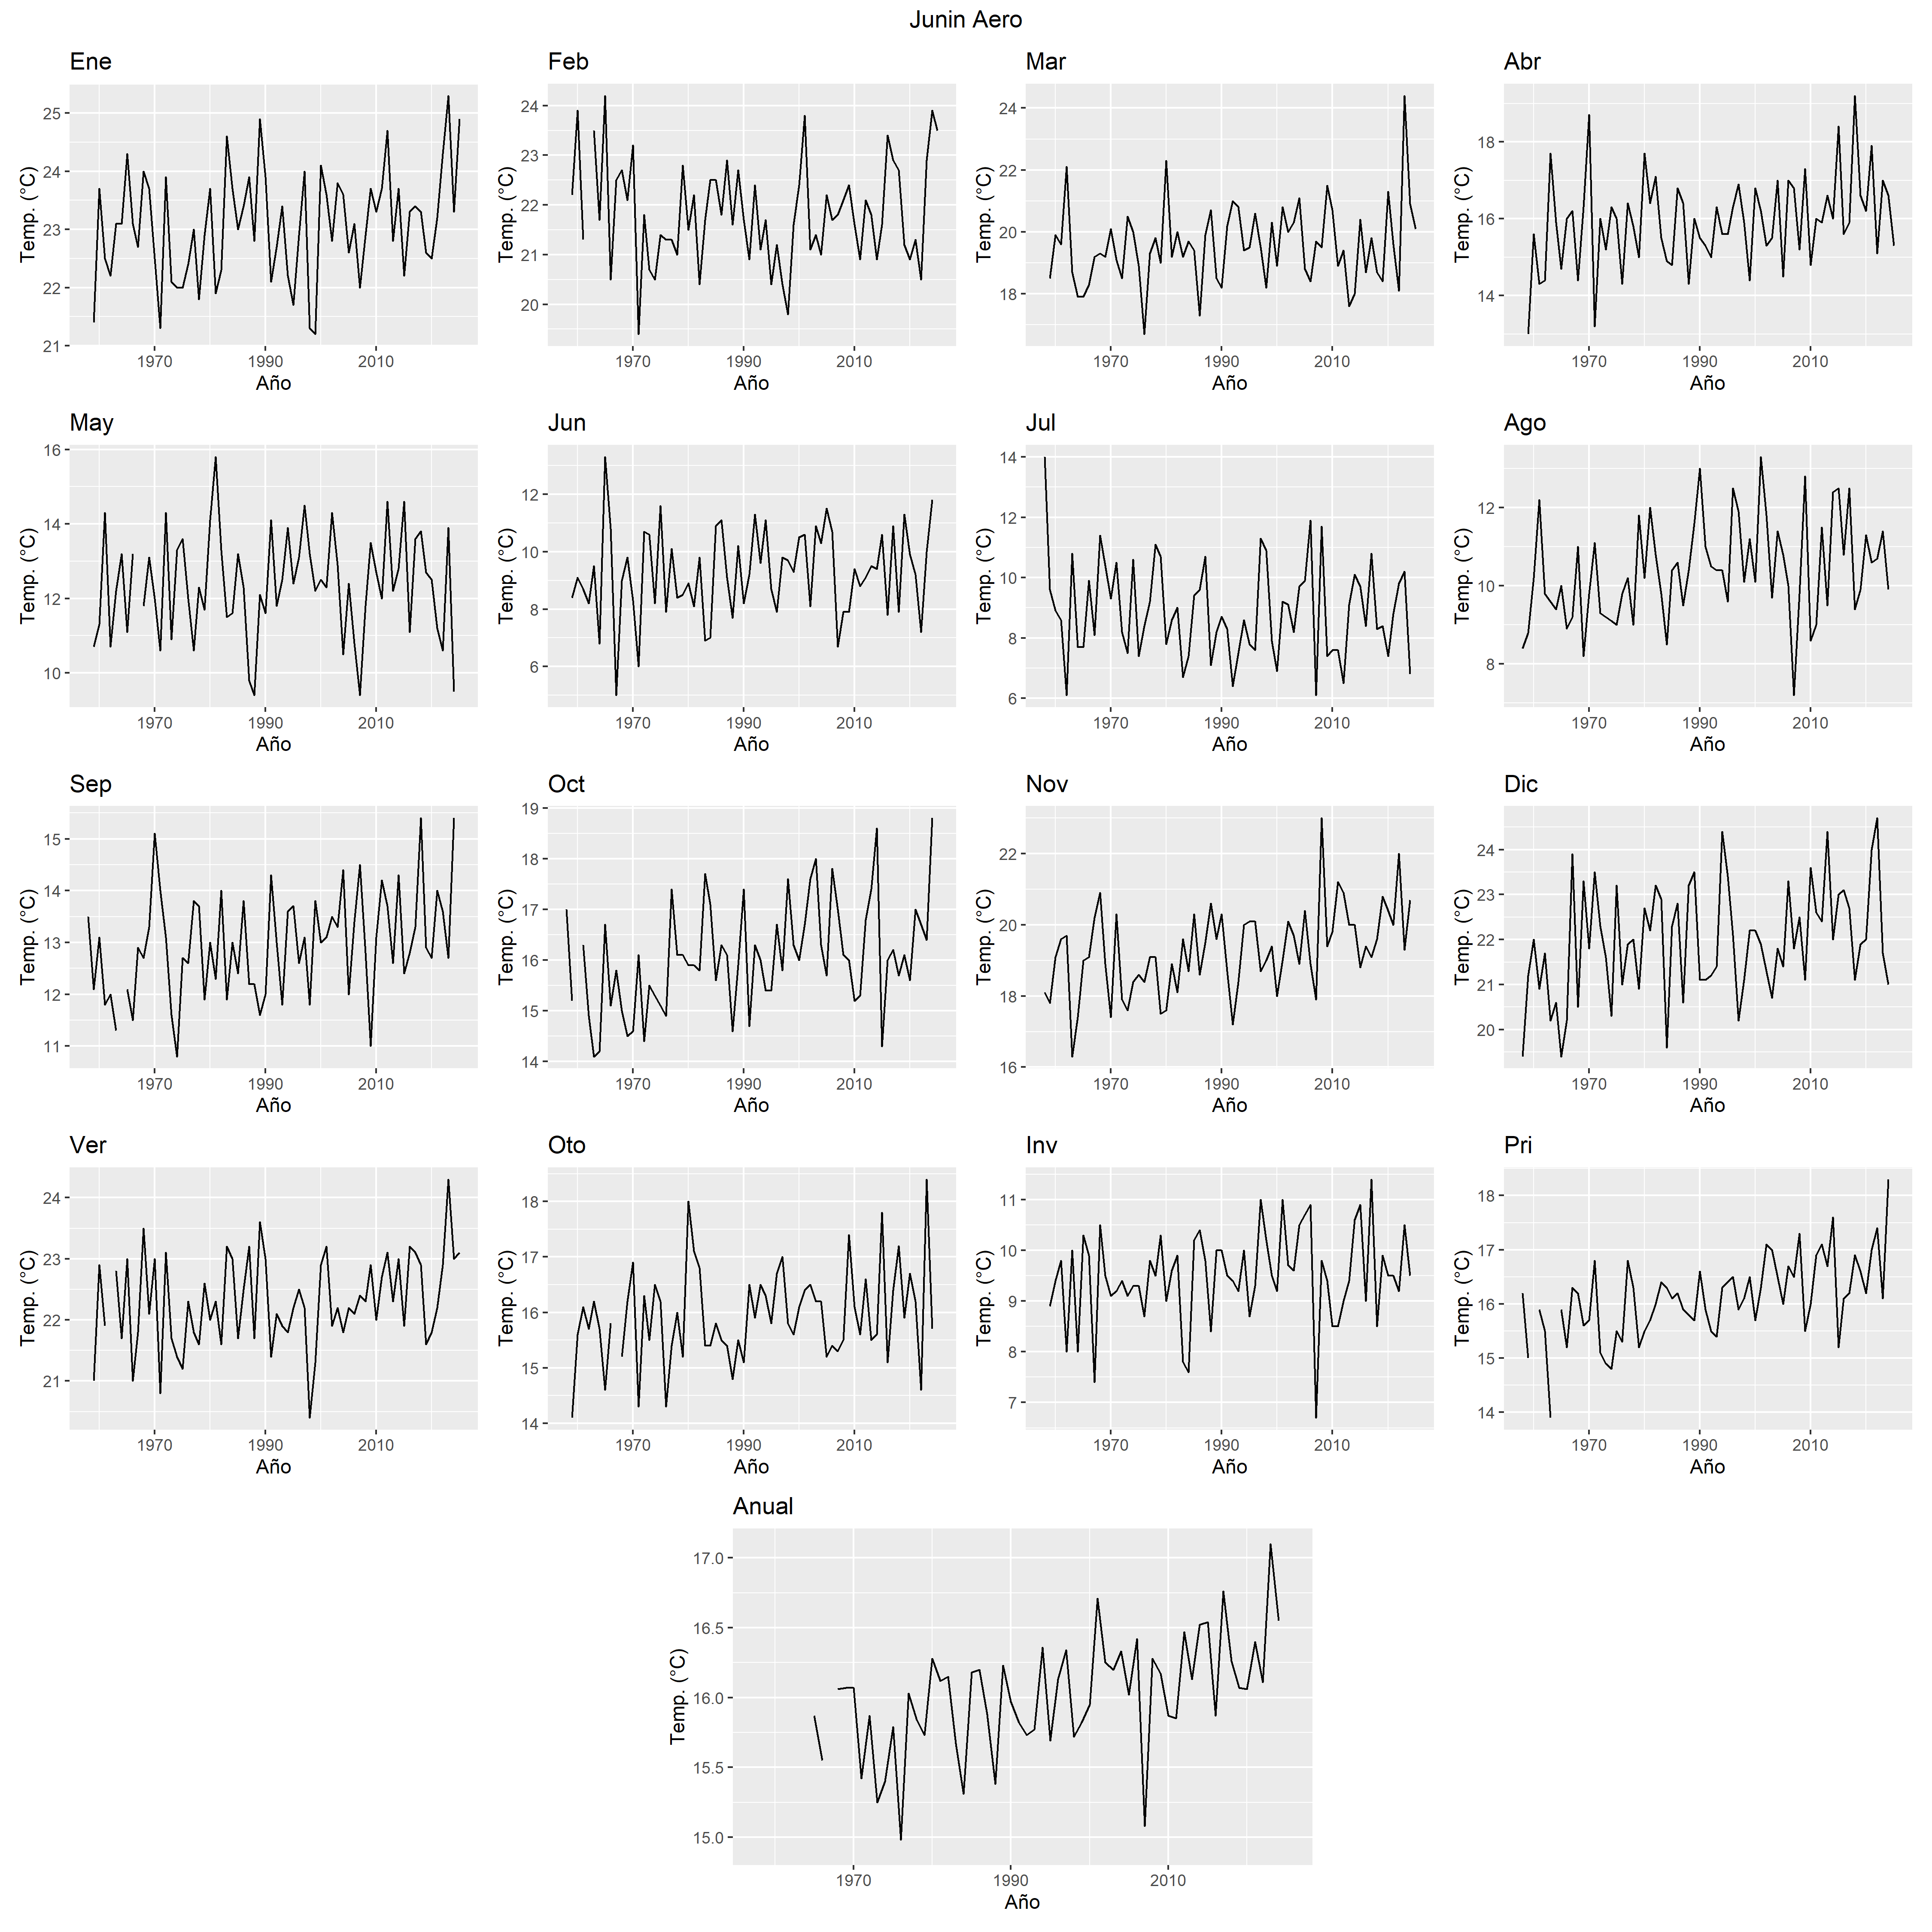 Junin Aero
Ene Feb Mar Abr
25
24
23
22
21
Temp. (°C)
1970 1990 2010
Año
24
23
22
21
20
Temp. (°C)
1970 1990 2010
Año
24
22
20
18
Temp. (°C)
1970 1990 2010
Año
18
16
14
Temp. (°C)
1970 1990 2010
Año
May Jun Jul Ago
16
14
12
10
Temp. (°C)
1970 1990 2010
Año
12
10
8
6
Temp. (°C)
1970 1990 2010
Año
14
12
10
8
6
Temp. (°C)
1970 1990 2010
Año
12
10
8
Temp. (°C)
1970 1990 2010
Año
Sep Oct Nov Dic
15
14
13
12
11
Temp. (°C)
1970 1990 2010
Año
19
18
17
16
15
14
Temp. (°C)
1970 1990 2010
Año
22
20
18
16
Temp. (°C)
1970 1990 2010
Año
24
23
22
21
20
Temp. (°C)
1970 1990 2010
Año
Ver Oto Inv Pri
24
23
22
21
Temp. (°C)
1970 1990 2010
Año
18
17
16
15
14
Temp. (°C)
1970 1990 2010
Año
11
10
9
8
7
Temp. (°C)
1970 1990 2010
Año
18
17
16
15
14
Temp. (°C)
1970 1990 2010
Año
Anual
17.0
16.5
16.0
15.5
15.0
Temp. (°C)
1970 1990 2010
Año